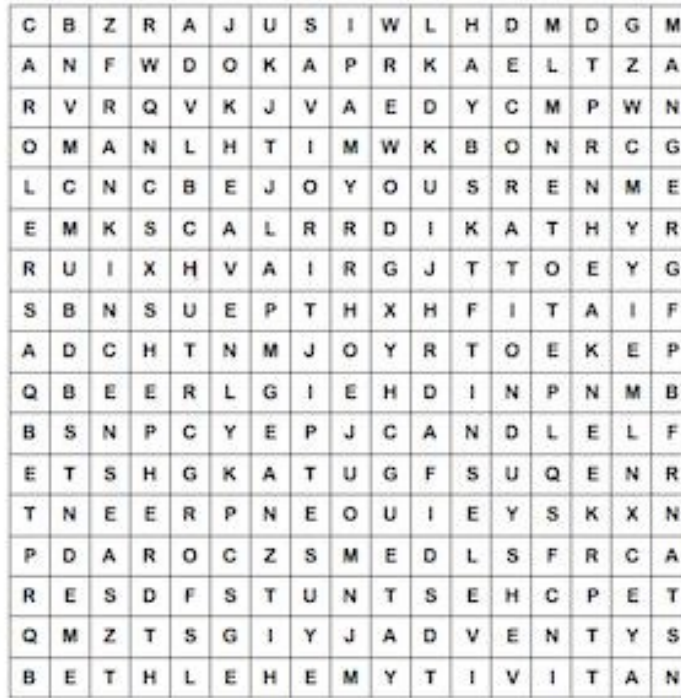 C B Z R A J U S I W L H D M D G M
A N F W D O K A P R K A E L T Z A
R V R Q V K J V A E D Y C M P W N
O M A N L H T I M W K B O N R C G
L C N C B E J O Y O U S R E N M E
E M K S C A L R R D I K A T H Y R
R U I X H V A I R G J T T O E Y G
S B N S U E P T H X H F I T A I F
A D C H T N M J O Y R T O E K E P
Q B E E R L G I E H D I N P N M B
B S N P C Y E P J C A N D L E L F
E T S H G K A T U G F S U Q E N R
T N E E R P N E O U I E Y S K X N
P D A R O C Z S M E D L S F R C A
R E S D F S T U N T S E H C P E T
Q M Z T S G I Y J A D V E N T Y S
B E T H L E H E M Y T I V I T A N